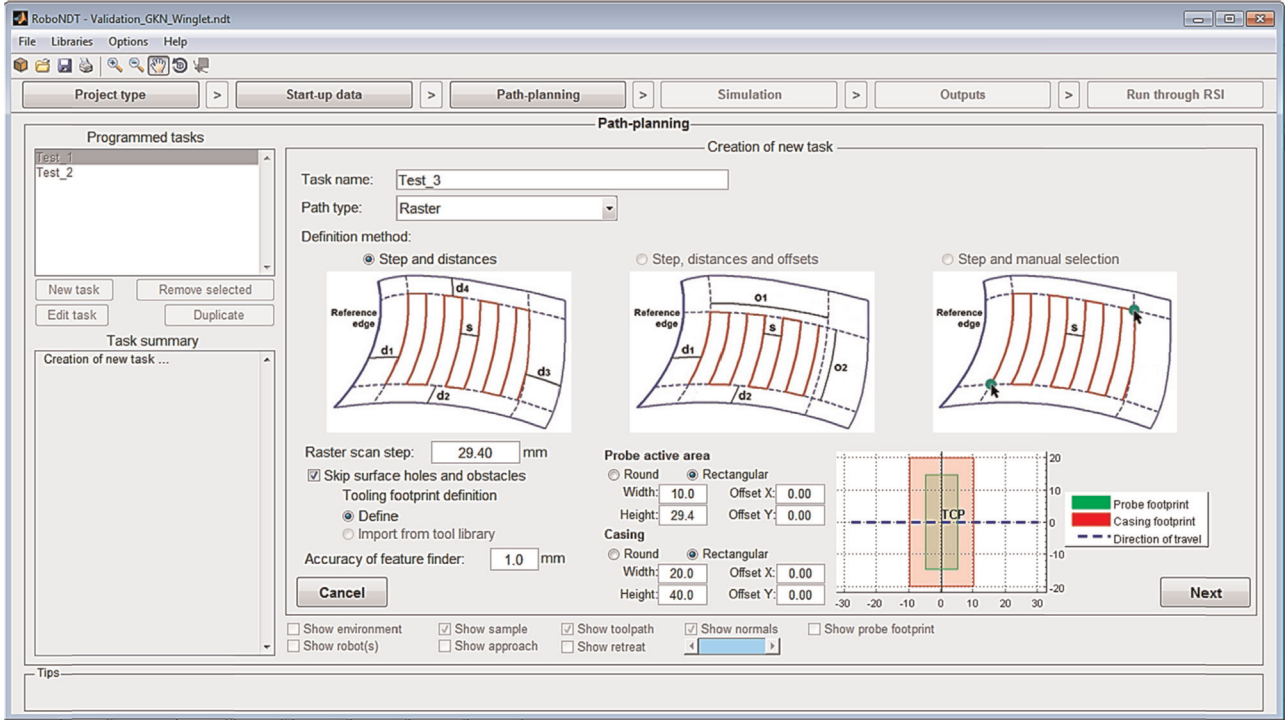 RoboNDT - Validation_GKN_Winglet.ndt
File Libraries Options Help
Project type > Start-up data > Path-planning > Simulation > Outputs > Run through RSI
Path-planning
Programmed tasks
Test_1
Test_2
New task Remove selected
Edit task Duplicate
Task summary
Creation of new task ...
Creation of new task
Task name: Test_3
Path type: Raster
Definition method:
Step and distances
Step, distances and offsets
Step and manual selection
Reference
edge
d4
s
d1
d3
d2
Reference
edge
o1
s
d1
o2
d2
Reference
edge
s
Raster scan step: 29.40 mm
Skip surface holes and obstacles
Tooling footprint definition
Define
Import from tool library
Accuracy of feature finder: 1.0 mm
Cancel
Probe active area
Round Rectangular
Width: 10.0 Offset X: 0.00
Height: 29.4 Offset Y: 0.00
Casing
Round Rectangular
Width: 20.0 Offset X: 0.00
Height: 40.0 Offset Y: 0.00
TCP
20
10
0
-10
-20
-30 -20 -10 0 10 20 30
Probe footprint
Casing footprint
Direction of travel
Next
Show environment Show sample Show toolpath Show normals Show probe footprint
Show robot(s) Show approach Show retreat
Tips